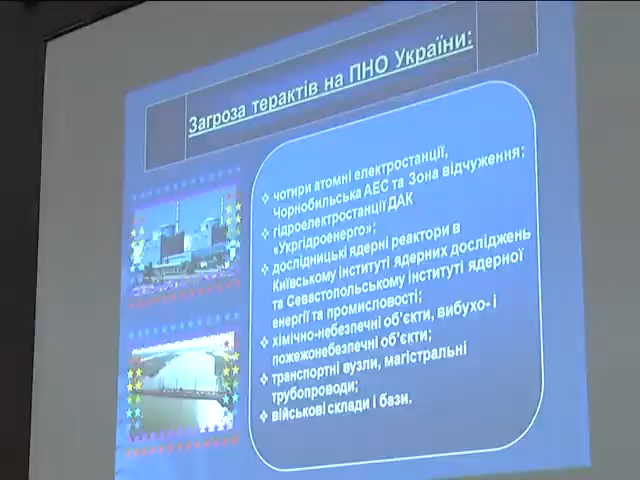 Загроза терактів на ПНО України:
❖ чотири атомні електростанції,
Чорнобильська АЕС та Зона відчуження;
❖ гідроелектростанції ДАК
«Укргідроенерго»;
❖ дослідницькі ядерні реактори в
Київському інституті ядерних досліджень
та Севастопольському інституті ядерної
енергії та промисловості;
❖ хімічно-небезпечні об'єкти, вибухо- і
пожежонебезпечні об'єкти;
❖ транспортні вузли, магістральні
трубопроводи;
❖ військові склади і бази.